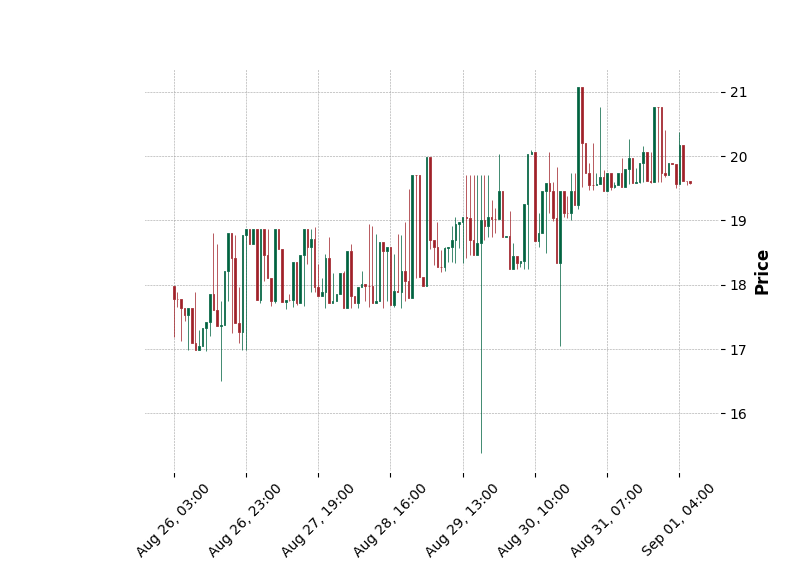 21
20
19
18
17
16
Price
Aug 26, 03:00
Aug 26, 23:00
Aug 27, 19:00
Aug 28, 16:00
Aug 29, 13:00
Aug 30, 10:00
Aug 31, 07:00
Sep 01, 04:00